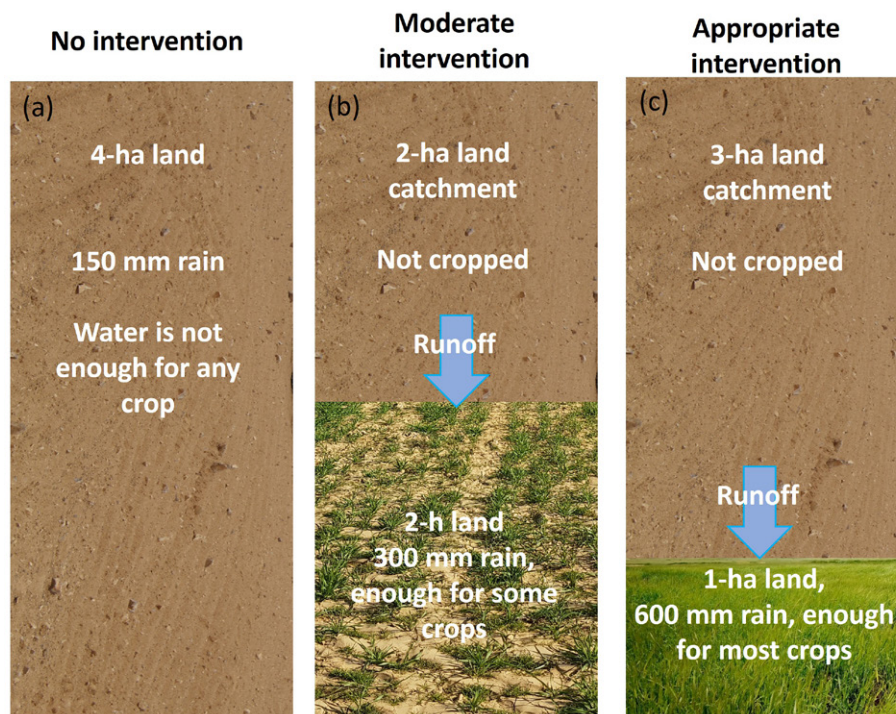 No intervention
(a)
4-ha land
150 mm rain
Water is not
enough for any
crop
Moderate
intervention
(b)
2-ha land
catchment
Not cropped
Runoff
2-h land
300 mm rain,
enough for some
crops
Appropriate
intervention
(c)
3-ha land
catchment
Not cropped
Runoff
1-ha land,
600 mm rain, enough
for most crops